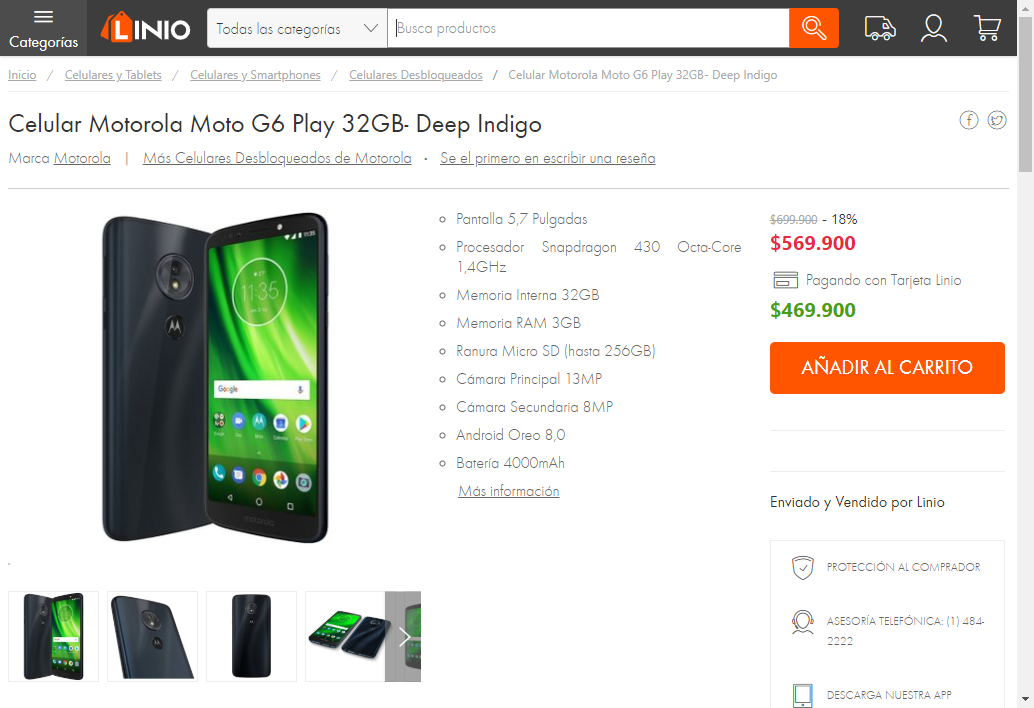 Categorías
LINIO
Todas las categorías
Busca productos
Inicio / Celulares y Tablets / Celulares y Smartphones / Celulares Desbloqueados / Celular Motorola Moto G6 Play 32GB- Deep Indigo
Celular Motorola Moto G6 Play 32GB- Deep Indigo
Marca Motorola | Más Celulares Desbloqueados de Motorola · Se el primero en escribir una reseña
11:35
11:35
Google
motorola
Pantalla 5,7 Pulgadas
Procesador Snapdragon 430 Octa-Core
1,4GHz
Memoria Interna 32GB
Memoria RAM 3GB
Ranura Micro SD (hasta 256GB)
Cámara Principal 13MP
Cámara Secundaria 8MP
Android Oreo 8,0
Batería 4000mAh
Más información
$699.900 - 18%
$569.900
Pagando con Tarjeta Linio
$469.900
AÑADIR AL CARRITO
Enviado y Vendido por Linio
PROTECCIÓN AL COMPRADOR
ASESORÍA TELEFÓNICA: (1) 484-
2222
DESCARGA NUESTRA APP